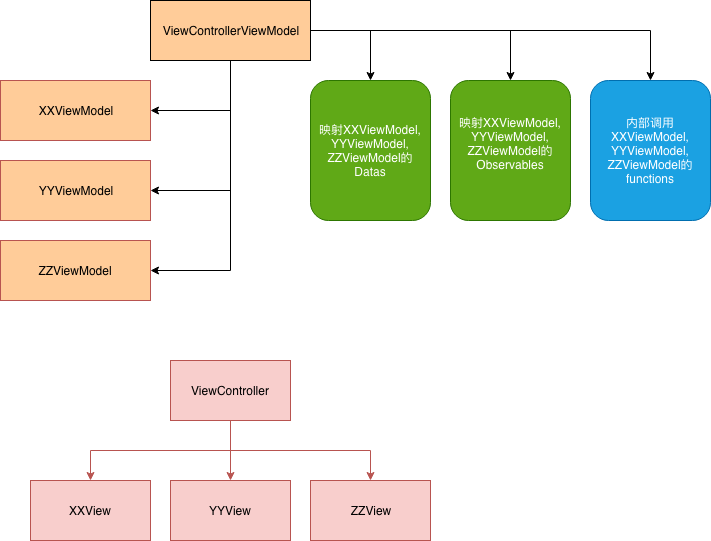 ViewControllerViewModel
XXViewModel
YYViewModel
ZZViewModel
映射XXViewModel,
YYViewModel,
ZZViewModel的
Datas
映射XXViewModel,
YYViewModel,
ZZViewModel的
Observables
内部调用
XXViewModel,
YYViewModel,
ZZViewModel的
functions
ViewController
XXView
YYView
ZZView